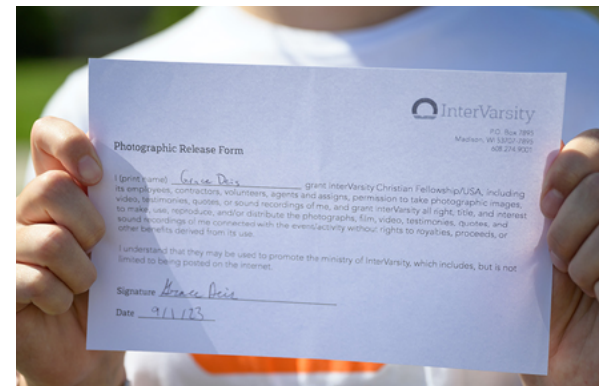 InterVarsity
P.O. Box 7895
Madison, WI 53707-7895
608.274.9001
Photographic Release Form
I (print name) Grace Deis grant InterVarsity Christian Fellowship/USA, including
its employees, contractors, volunteers, agents and assigns, permission to take photographic images,
video, testimonies, quotes, or sound recordings of me, and grant InterVarsity all right, title, and interest
to make, use, reproduce, and/or distribute the photographs, film, video, testimonies, quotes, and
sound recordings of me connected with the event/activity without rights to royalties, proceeds, or
other benefits derived from its use.
I understand that they may be used to promote the ministry of InterVarsity, which includes, but is not
limited to being posted on the internet.
Signature Grace Deis
Date 9/1/23